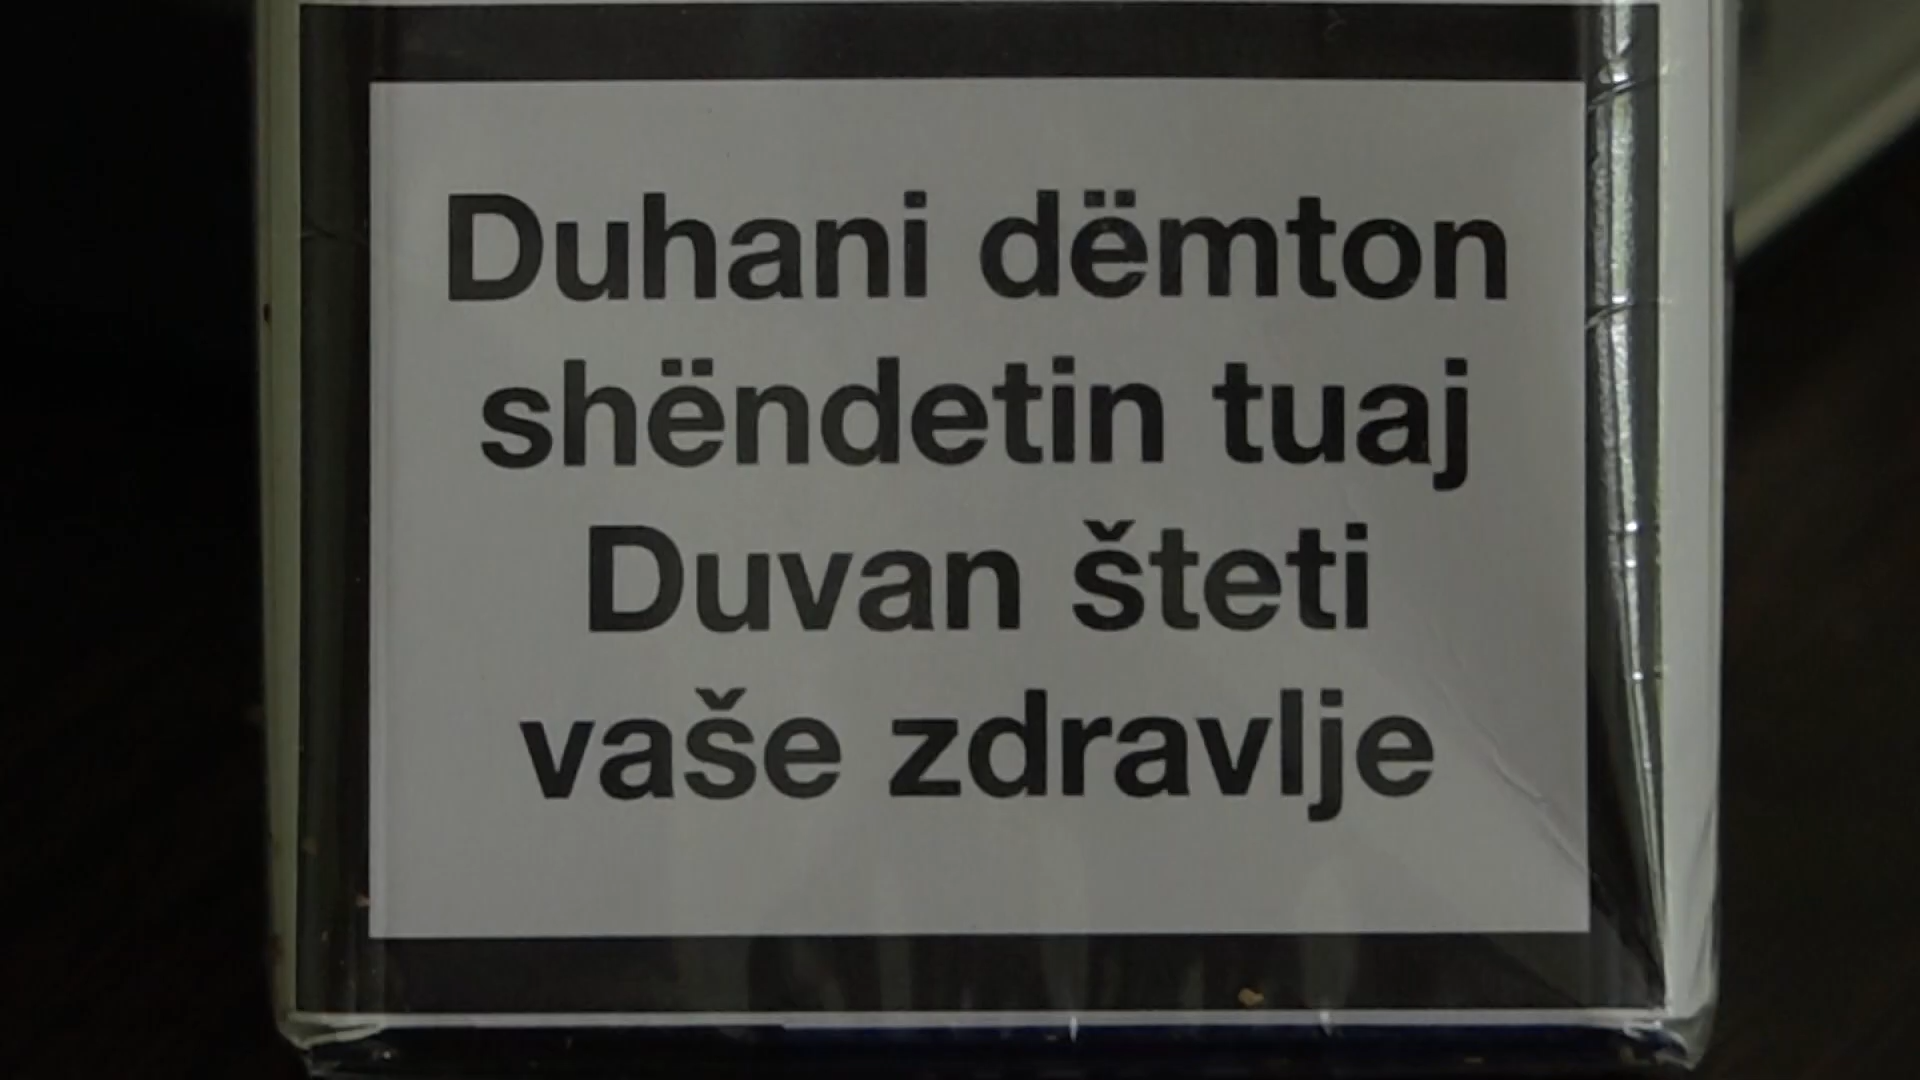 Duhani dëmton
shëndetin tuaj
Duvan šteti
vaše zdravlje